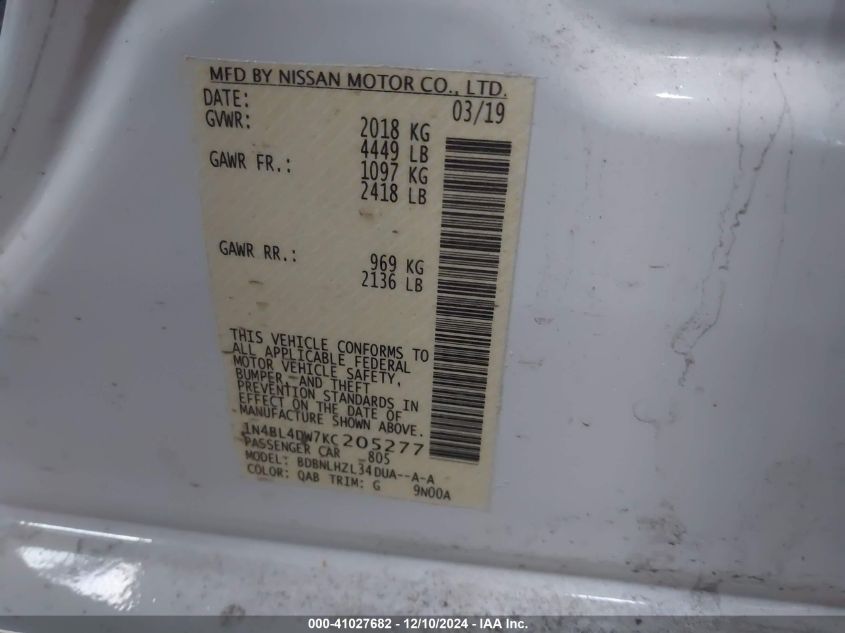 MFD BY NISSAN MOTOR CO., LTD.
DATE: 03/19
GVWR: 2018 KG
4449 LB
GAWR FR.: 1097 KG
2418 LB
GAWR RR.: 969 KG
2136 LB
THIS VEHICLE CONFORMS TO
ALL APPLICABLE FEDERAL
MOTOR VEHICLE SAFETY,
BUMPER, AND THEFT
PREVENTION STANDARDS IN
EFFECT ON THE DATE OF
MANUFACTURE SHOWN ABOVE.
1N4BL4DW7KC205277
PASSENGER CAR 805
MODEL: BDBNLHZL34DUA--A-A
COLOR: QAB TRIM: G 9N00A
000-41027682 - 12/10/2024 - IAA Inc.